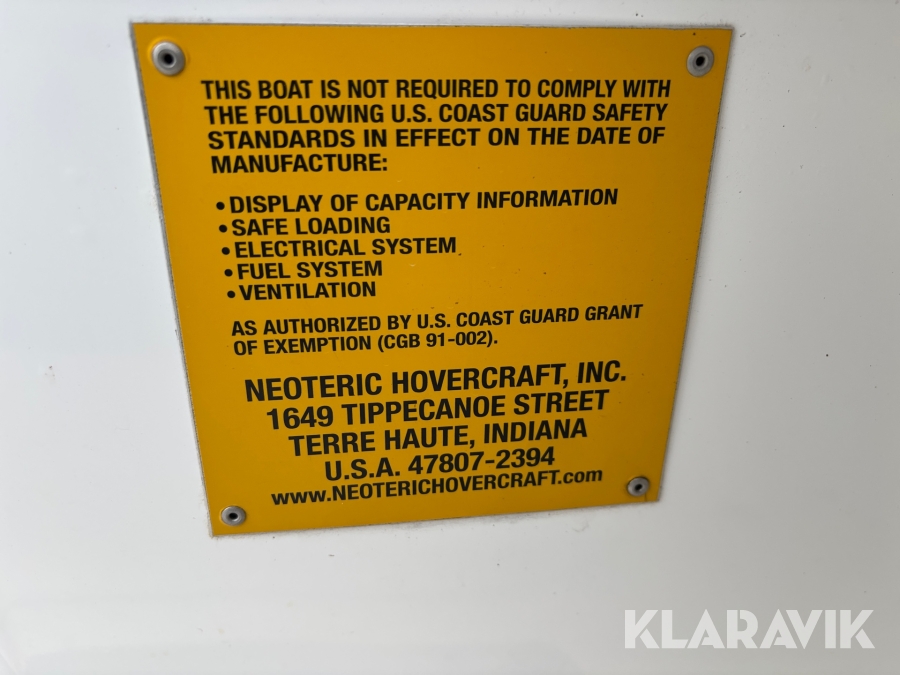 THIS BOAT IS NOT REQUIRED TO COMPLY WITH
THE FOLLOWING U.S. COAST GUARD SAFETY
STANDARDS IN EFFECT ON THE DATE OF
MANUFACTURE:
• DISPLAY OF CAPACITY INFORMATION
• SAFE LOADING
• ELECTRICAL SYSTEM
• FUEL SYSTEM
• VENTILATION
AS AUTHORIZED BY U.S. COAST GUARD GRANT
OF EXEMPTION (CGB 91-002).
NEOTERIC HOVERCRAFT, INC.
1649 TIPPECANOE STREET
TERRE HAUTE, INDIANA
U.S.A. 47807-2394
www.NEOTERICHOVERCRAFT.com
KLARAVIK